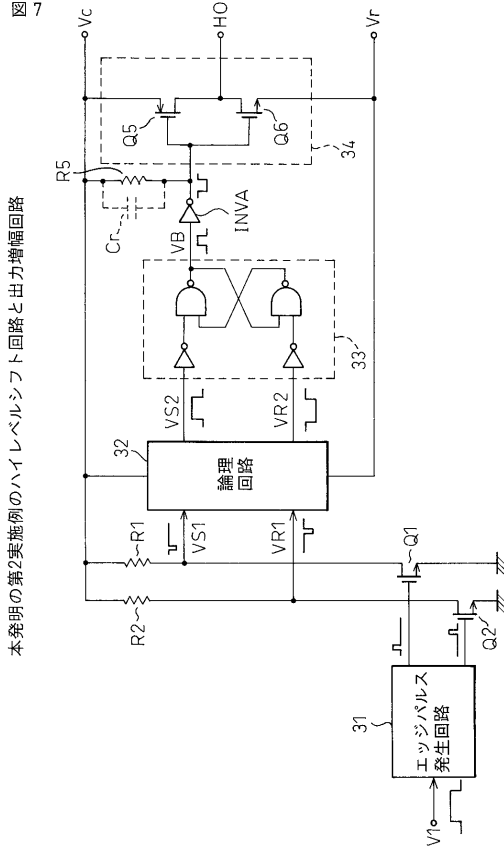 図7
本発明の第2実施例のハイレベルシフト回路と出力増幅回路
V1
31
エッジパルス
発生回路
Q1
Q2
R1
R2
VS1
VR1
32
論理
回路
VS2
VR2
33
VB
INVA
Cr
R5
Q5
Q6
34
Vc
HO
Vr